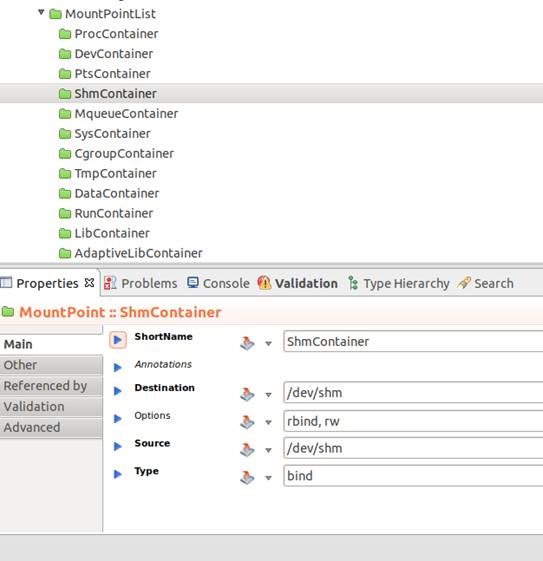 MountPointList
ProcContainer
DevContainer
PtsContainer
ShmContainer
MqueueContainer
SysContainer
CgroupContainer
TmpContainer
DataContainer
RunContainer
LibContainer
AdaptiveLibContainer
Properties Problems Console Validation Type Hierarchy Search
MountPoint :: ShmContainer
Main
Other
Referenced by
Validation
Advanced
ShortName ShmContainer
Annotations
Destination /dev/shm
Options rbind, rw
Source /dev/shm
Type bind